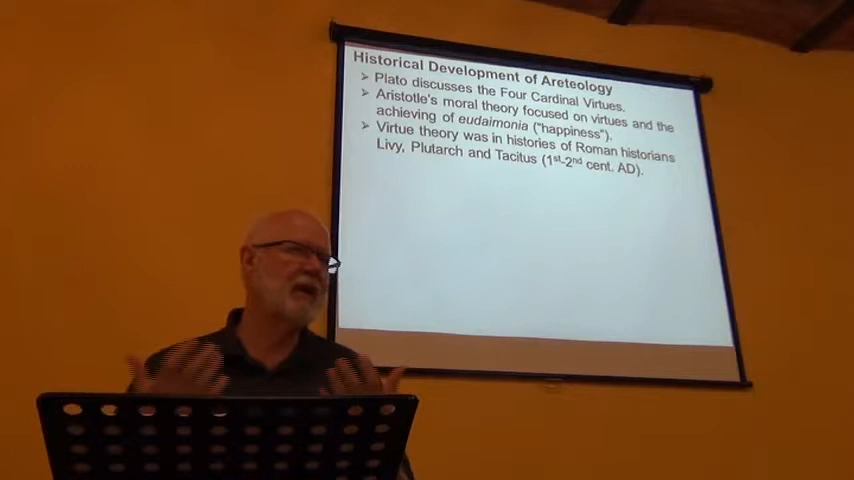 Historical Development of Areteology
➢ Plato discusses the Four Cardinal Virtues.
➢ Aristotle's moral theory focused on virtues and the
achieving of eudaimonia ("happiness").
➢ Virtue theory was in histories of Roman historians
Livy, Plutarch and Tacitus (1st-2nd cent. AD).